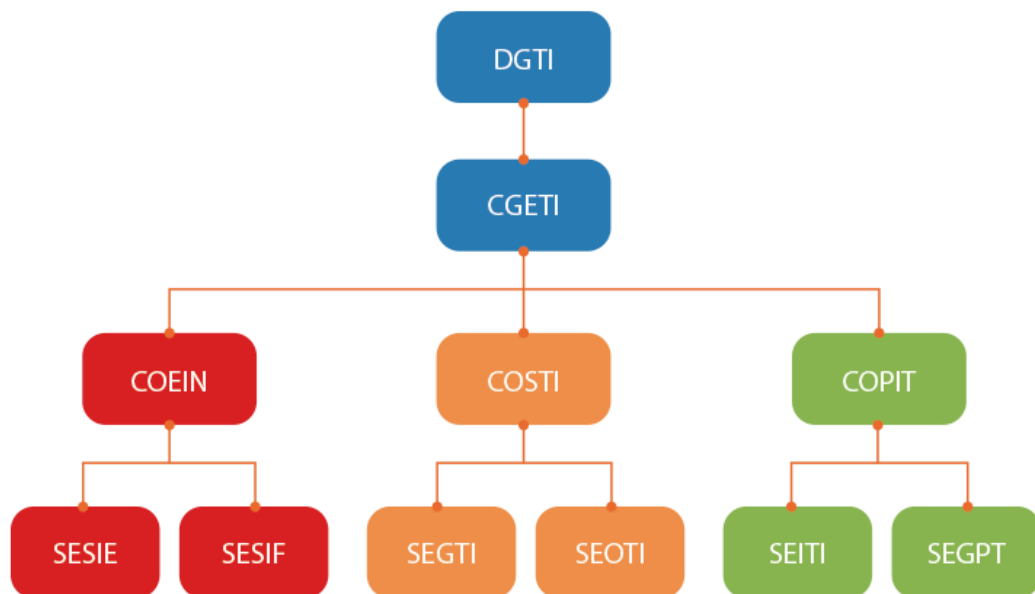 DGTI
CGETI
COEIN
COSTI
COPIT
SESIE
SESIF
SEGTI
SEOTI
SEITI
SEGPT